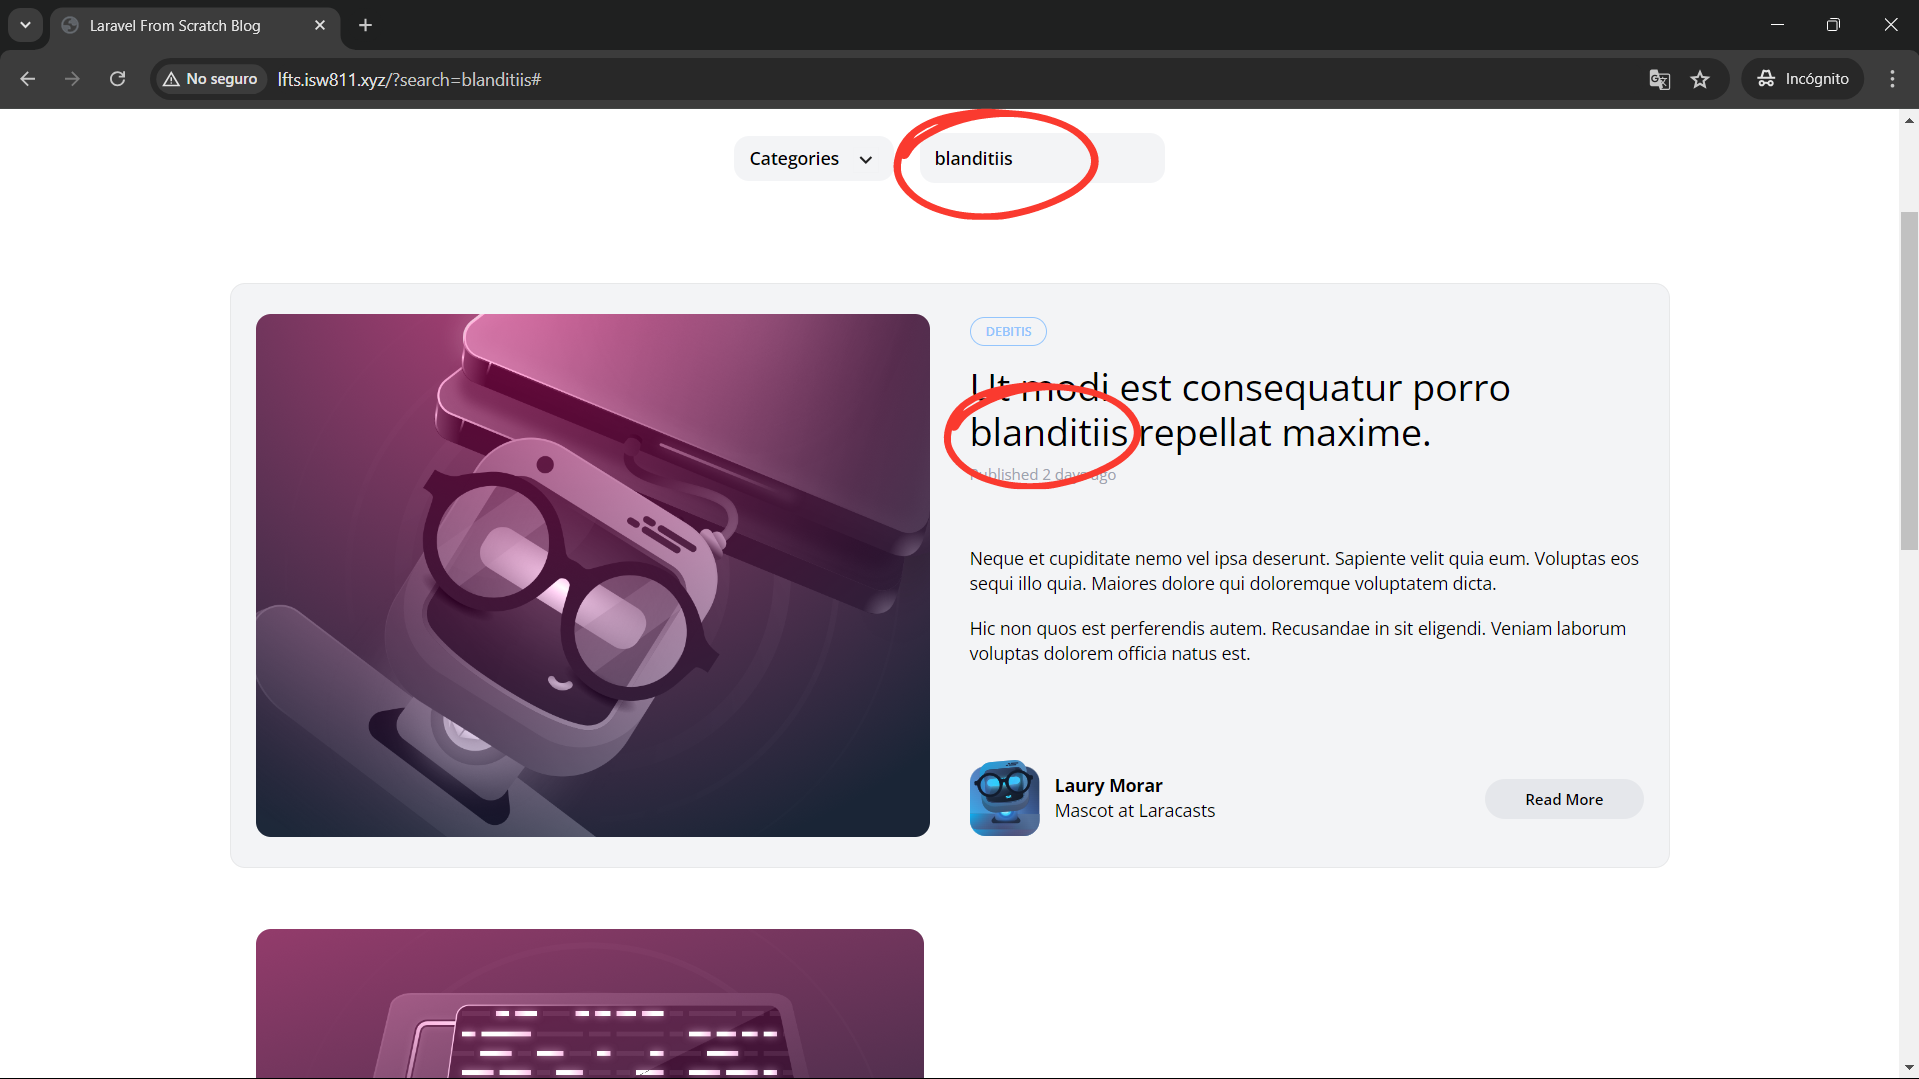 Laravel From Scratch Blog
No seguro
lfts.isw811.xyz/?search=blanditiis#
Incógnito
Categories
blanditiis
DEBITIS
Ut modi est consequatur porro
blanditiis repellat maxime.
Published 2 days ago
Neque et cupiditate nemo vel ipsa deserunt. Sapiente velit quia eum. Voluptas eos
sequi illo quia. Maiores dolore qui doloremque voluptatem dicta.
Hic non quos est perferendis autem. Recusandae in sit eligendi. Veniam laborum
voluptas dolorem officia natus est.
Laury Morar
Mascot at Laracasts
Read More